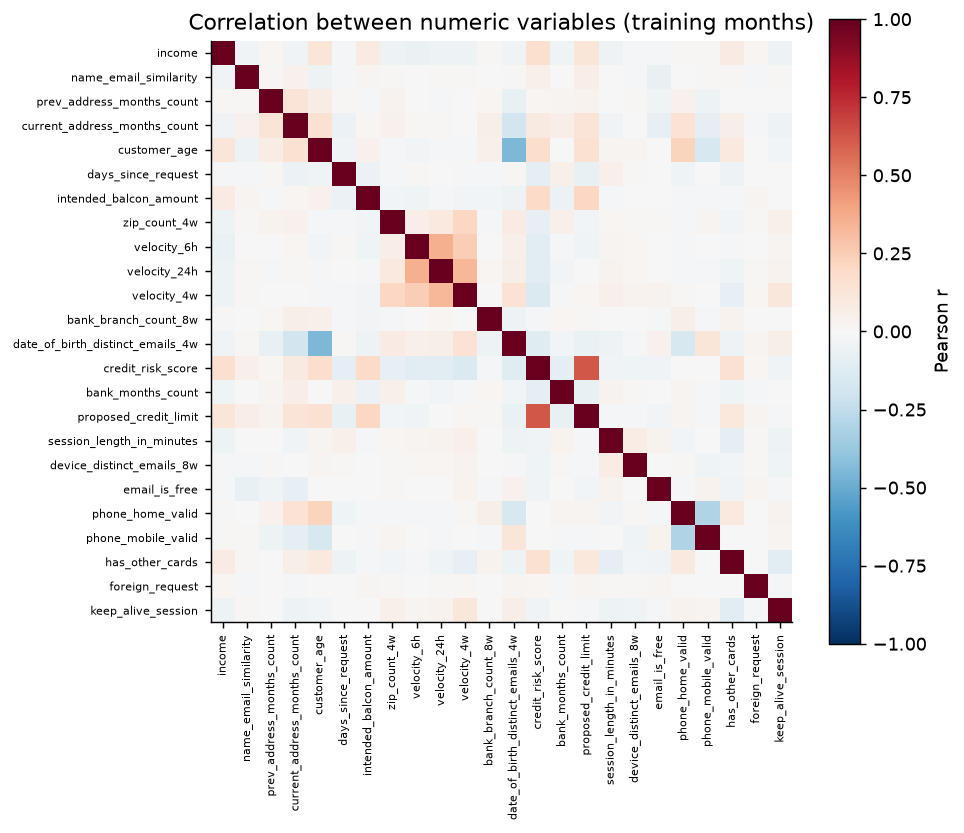 Correlation between numeric variables (training months)
income
name_email_similarity
prev_address_months_count
current_address_months_count
customer_age
days_since_request
intended_balcon_amount
zip_count_4w
velocity_6h
velocity_24h
velocity_4w
bank_branch_count_8w
date_of_birth_distinct_emails_4w
credit_risk_score
bank_months_count
proposed_credit_limit
session_length_in_minutes
device_distinct_emails_8w
email_is_free
phone_home_valid
phone_mobile_valid
has_other_cards
foreign_request
keep_alive_session
income
name_email_similarity
prev_address_months_count
current_address_months_count
customer_age
days_since_request
intended_balcon_amount
zip_count_4w
velocity_6h
velocity_24h
velocity_4w
bank_branch_count_8w
date_of_birth_distinct_emails_4w
credit_risk_score
bank_months_count
proposed_credit_limit
session_length_in_minutes
device_distinct_emails_8w
email_is_free
phone_home_valid
phone_mobile_valid
has_other_cards
foreign_request
keep_alive_session
1.00
0.75
0.50
0.25
0.00
−0.25
−0.50
−0.75
−1.00
Pearson r